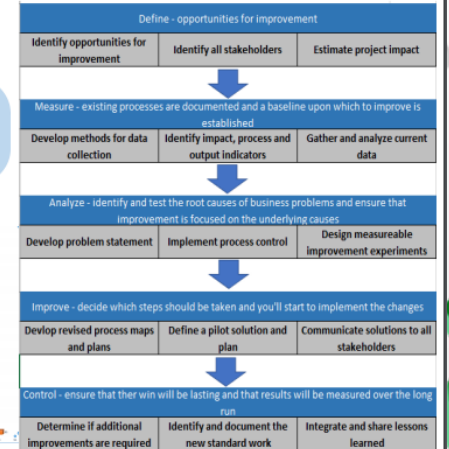 Define - opportunities for improvement
Identify opportunities for
improvement
Identify all stakeholders
Estimate project impact
Measure - existing processes are documented and a baseline upon which to improve is
established
Develop methods for data
collection
Identify impact, process and
output indicators
Gather and analyze current
data
Analyze - identify and test the root causes of business problems and ensure that
improvement is focused on the underlying causes
Develop problem statement
Implement process control
Design measureable
improvement experiments
Improve - decide which steps should be taken and you'll start to implement the changes
Devlop revised process maps
and plans
Define a pilot solution and
plan
Communicate solutions to all
stakeholders
Control - ensure that ther win will be lasting and that results will be measured over the long
run
Determine if additional
improvements are required
Identify and document the
new standard work
Integrate and share lessons
learned